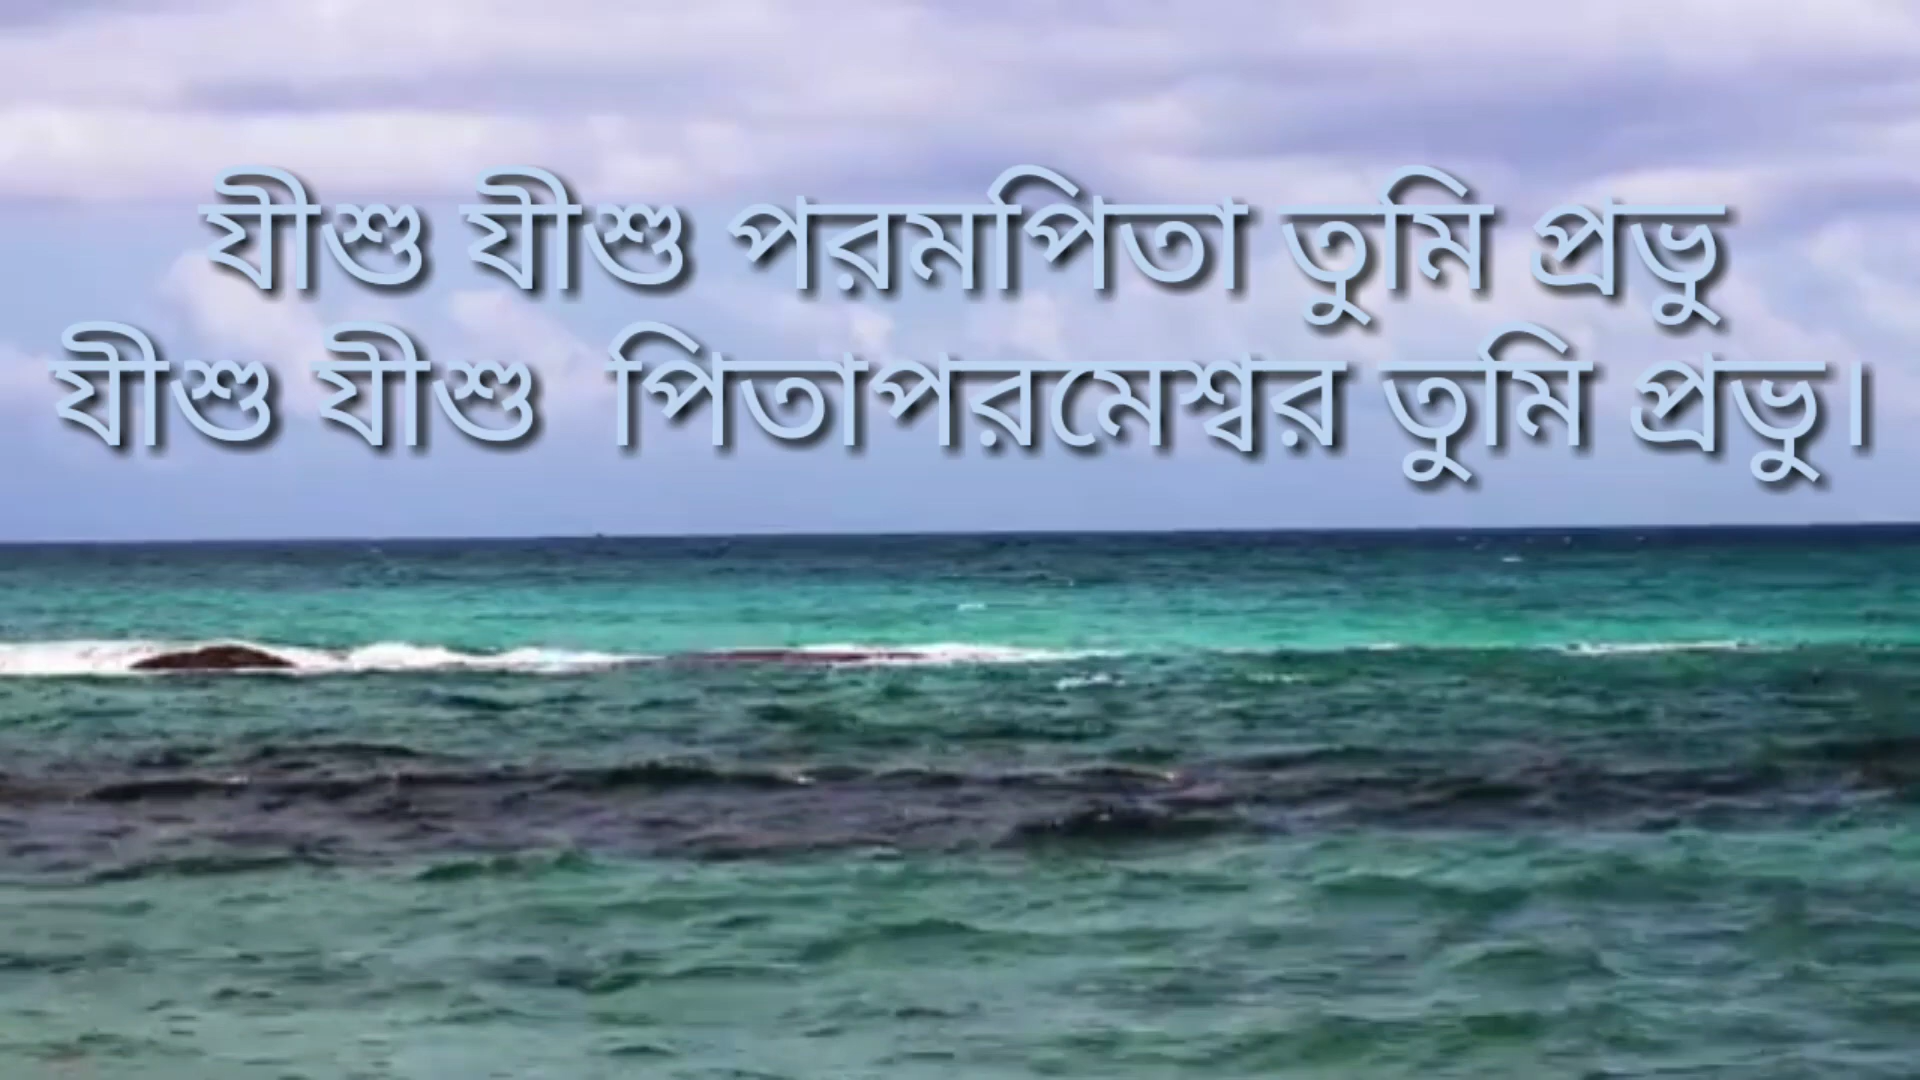 যীশু যীশু পরমপিতা তুমি প্রভু
যীশু যীশু পিতাপরমেশ্বর তুমি প্রভু।